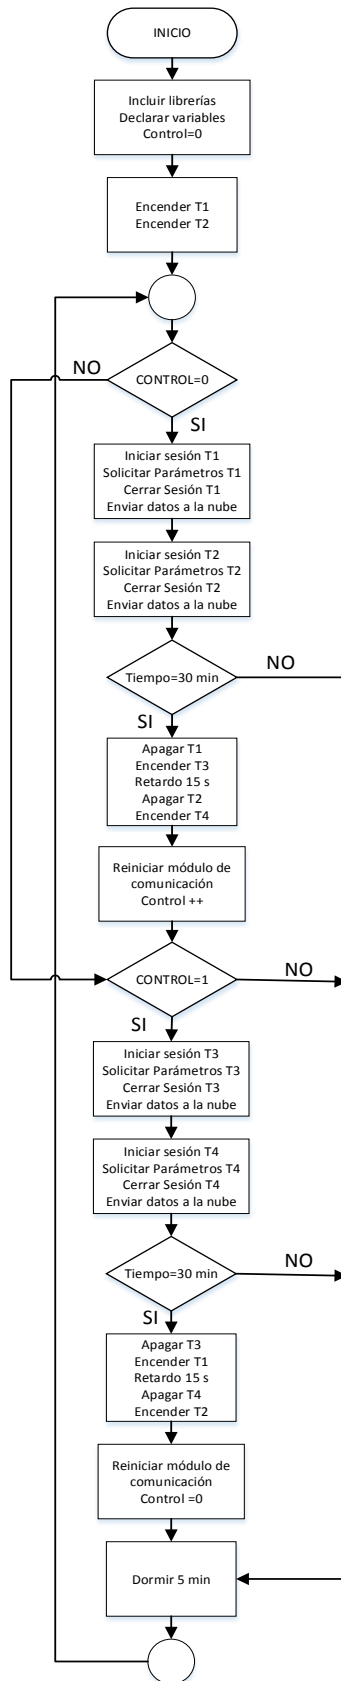 INICIO
Incluir librerías
Declarar variables
Control=0
Encender T1
Encender T2
NO
CONTROL=0
SI
Iniciar sesión T1
Solicitar Parámetros T1
Cerrar Sesión T1
Enviar datos a la nube
Iniciar sesión T2
Solicitar Parámetros T2
Cerrar Sesión T2
Enviar datos a la nube
Tiempo=30 min
NO
SI
Apagar T1
Encender T3
Retardo 15 s
Apagar T2
Encender T4
Reiniciar módulo de
comunicación
Control ++
CONTROL=1
NO
SI
Iniciar sesión T3
Solicitar Parámetros T3
Cerrar Sesión T3
Enviar datos a la nube
Iniciar sesión T4
Solicitar Parámetros T4
Cerrar Sesión T4
Enviar datos a la nube
Tiempo=30 min
NO
SI
Apagar T3
Encender T1
Retardo 15 s
Apagar T4
Encender T2
Reiniciar módulo de
comunicación
Control =0
Dormir 5 min